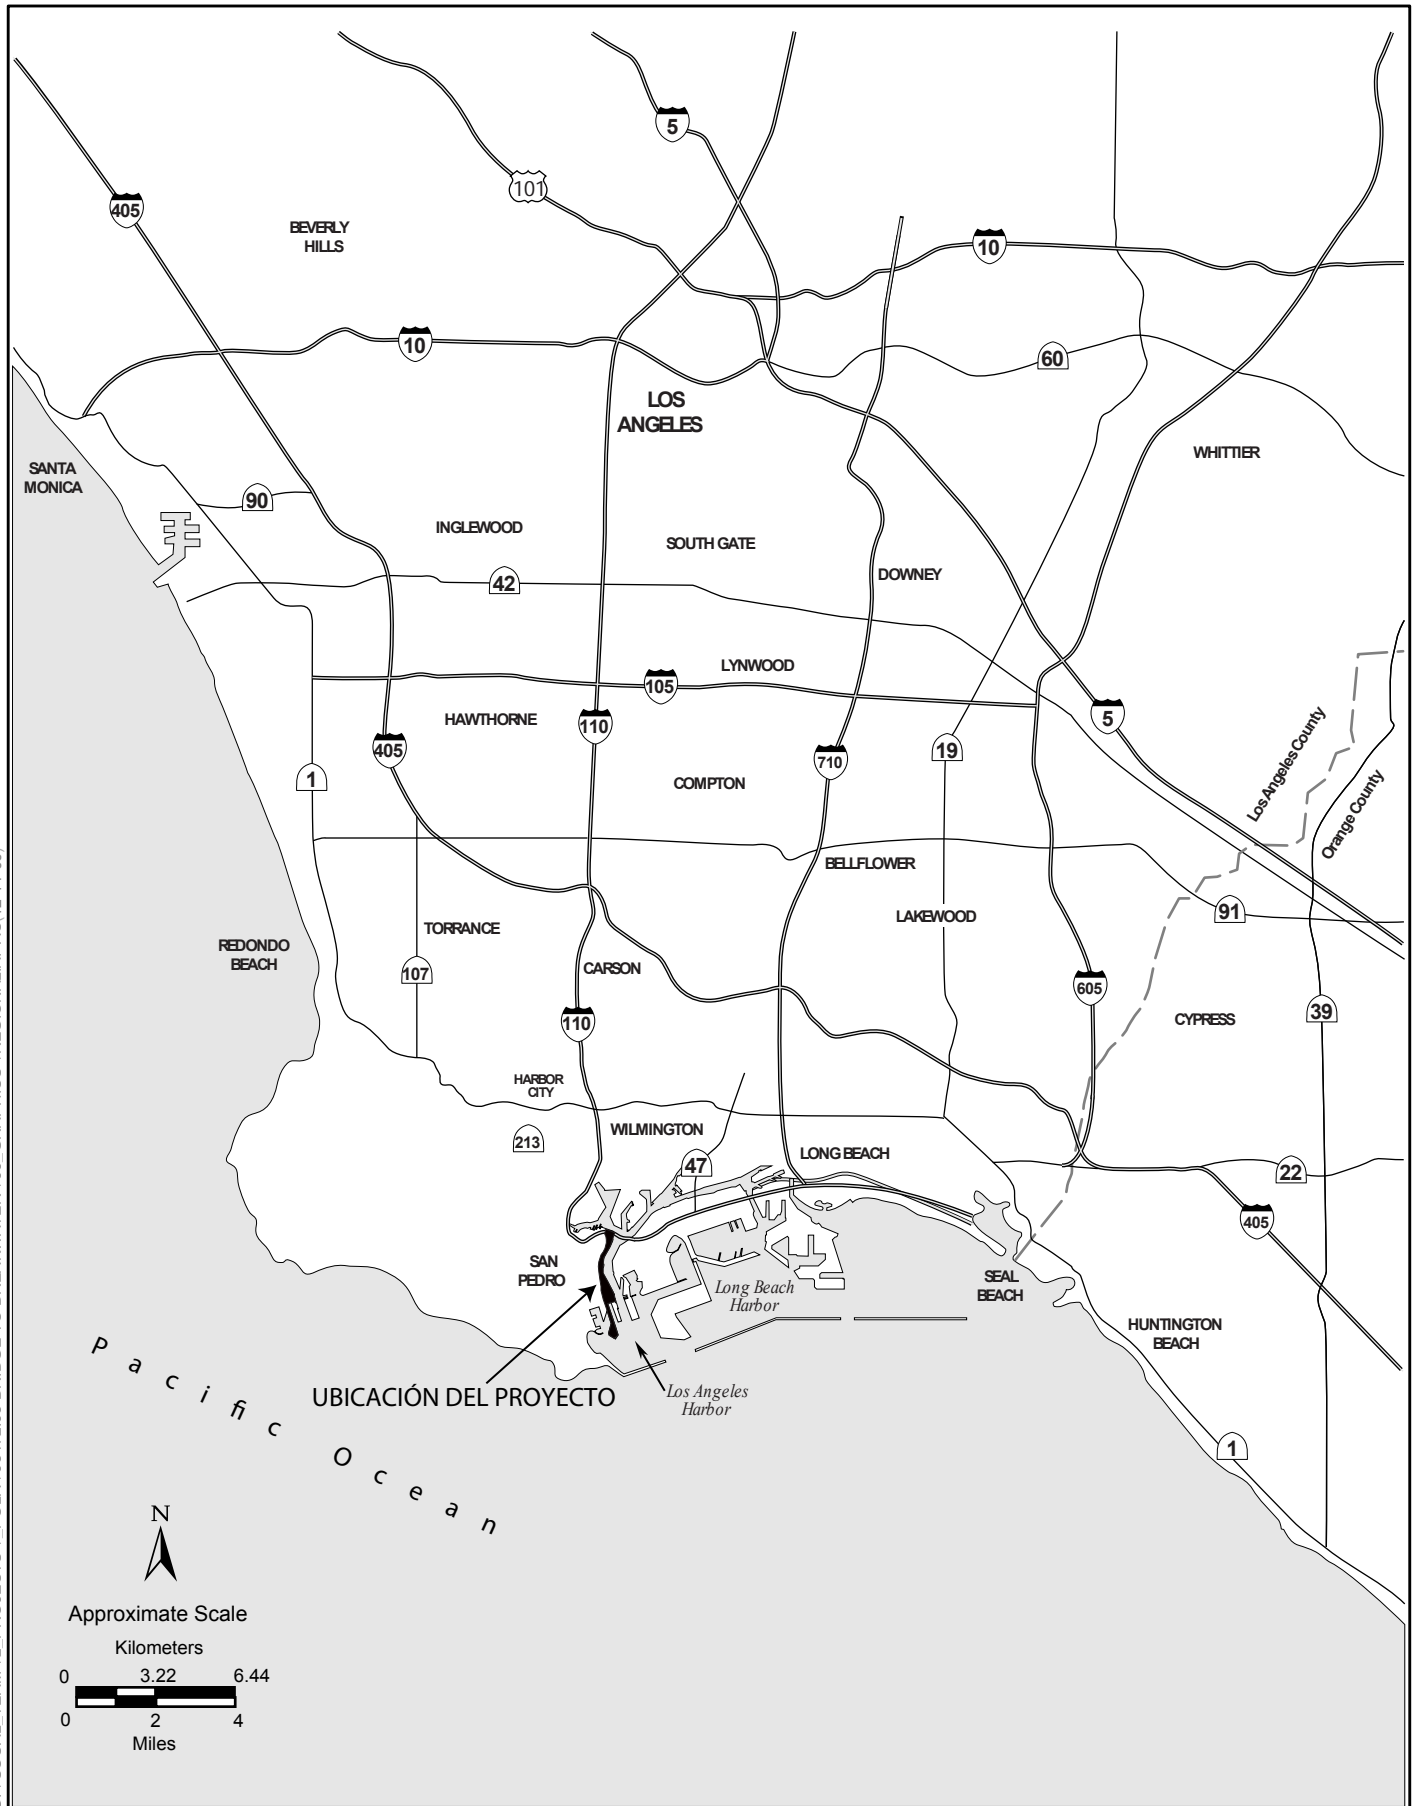 5
101
405
BEVERLY
HILLS
10
10
60
LOS
ANGELES
WHITTIER
SANTA
MONICA
90
INGLEWOOD
SOUTH GATE
42
DOWNEY
LYNWOOD
105
HAWTHORNE
110
405
5
Los Angeles County
710
19
1
COMPTON
Orange County
BELLFLOWER
91
LAKEWOOD
TORRANCE
REDONDO
BEACH
107
CARSON
605
39
110
CYPRESS
HARBOR
CITY
213
WILMINGTON
LONG BEACH
47
22
405
SAN
PEDRO
SEAL
BEACH
Long Beach
Harbor
HUNTINGTON
BEACH
Pacific Ocean
UBICACIÓN DEL PROYECTO
Los Angeles
Harbor
1
N
Approximate Scale
Kilometers
0 3.22 6.44
0 2 4
Miles